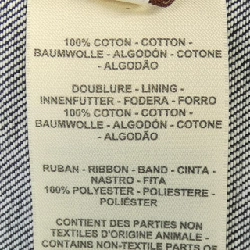 100% COTON - COTTON -
BAUMWOLLE - ALGODÓN - COTONE
- ALGODÃO
DOUBLURE - LINING -
INNENFUTTER - FODERA - FORRO
100% COTON - COTTON -
BAUMWOLLE - ALGODÓN - COTONE
- ALGODÃO
RUBAN - RIBBON - BAND - CINTA -
NASTRO - FITA
100% POLYESTER - POLIESTERE -
POLIÉSTER
CONTIENT DES PARTIES NON
TEXTILES D'ORIGINE ANIMALE -
CONTAINS NON-TEXTILE PARTS OF